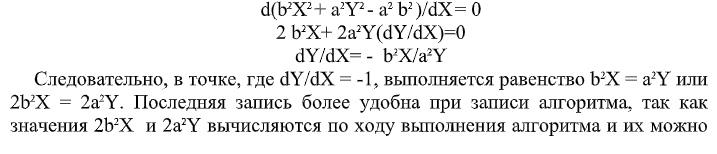 d(b²X² + a²Y² - a² b² )/dX = 0
2 b²X+ 2a²Y(dY/dX)=0
dY/dX= - b²X/a²Y
Следовательно, в точке, где dY/dX = -1, выполняется равенство b²X = a²Y или
2b²X = 2a²Y. Последняя запись более удобна при записи алгоритма, так как
значения 2b²X и 2a²Y вычисляются по ходу выполнения алгоритма и их можно